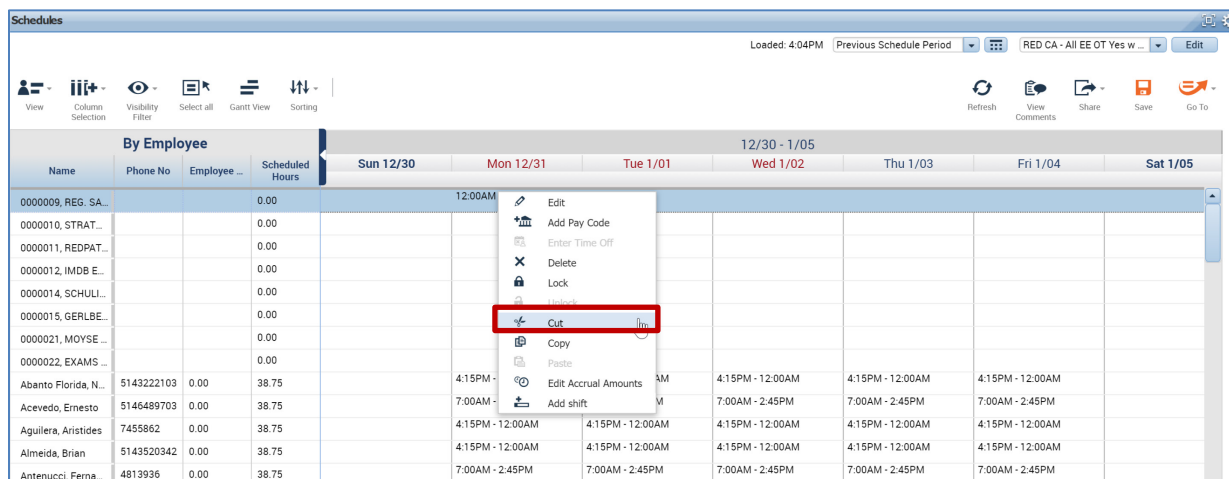 Schedules
Loaded: 4:04PM Previous Schedule Period RED CA - All EE OT Yes w ... Edit
View Column Selection Visibility Filter Select all Gantt View Sorting Refresh View Comments Share Save Go To
By Employee 12/30 - 1/05
Name Phone No Employee ... Scheduled Hours Sun 12/30 Mon 12/31 Tue 1/01 Wed 1/02 Thu 1/03 Fri 1/04 Sat 1/05
0000009, REG. SA... 0.00 12:00AM
0000010, STRAT... 0.00
0000011, REDPAT... 0.00
0000012, IMDB E... 0.00
0000014, SCHULI... 0.00
0000015, GERLBE... 0.00
0000021, MOYSE ... 0.00
0000022, EXAMS ... 0.00
Edit
Add Pay Code
Enter Time Off
Delete
Lock
Unlock
Cut
Copy
Paste
Edit Accrual Amounts
Add shift
Abanto Florida, N... 5143222103 0.00 38.75 4:15PM - AM 4:15PM - 12:00AM 4:15PM - 12:00AM 4:15PM - 12:00AM
Acevedo, Ernesto 5146489703 0.00 38.75 7:00AM - M 7:00AM - 2:45PM 7:00AM - 2:45PM 7:00AM - 2:45PM
Aguilera, Aristides 7455862 0.00 38.75 4:15PM - 12:00AM 4:15PM - 12:00AM 4:15PM - 12:00AM 4:15PM - 12:00AM 4:15PM - 12:00AM
Almeida, Brian 5143520342 0.00 38.75 4:15PM - 12:00AM 4:15PM - 12:00AM 4:15PM - 12:00AM 4:15PM - 12:00AM 4:15PM - 12:00AM
Antenucci, Ferna... 4813936 0.00 38.75 7:00AM - 2:45PM 7:00AM - 2:45PM 7:00AM - 2:45PM 7:00AM - 2:45PM 7:00AM - 2:45PM